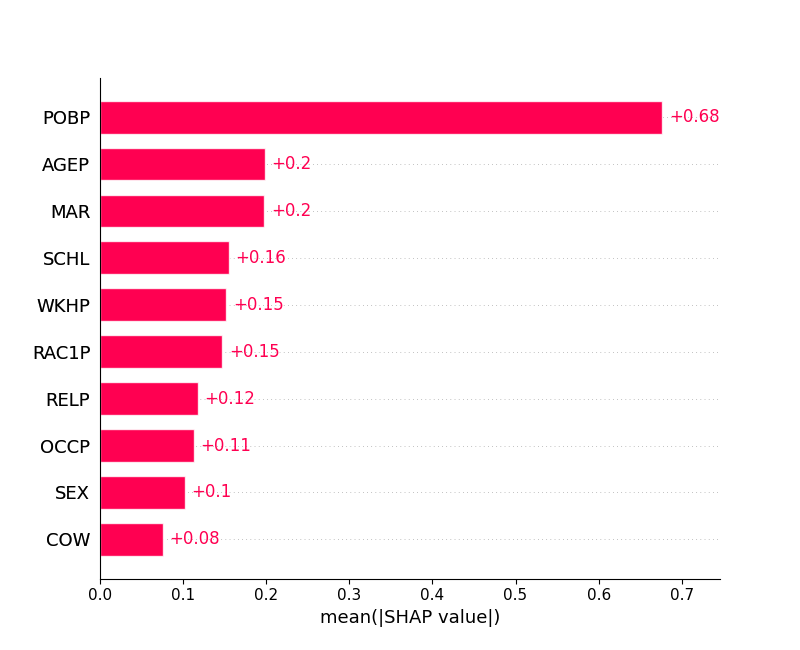 POBP +0.68
AGEP +0.2
MAR +0.2
SCHL +0.16
WKHP +0.15
RAC1P +0.15
RELP +0.12
OCCP +0.11
SEX +0.1
COW +0.08
0.0 0.1 0.2 0.3 0.4 0.5 0.6 0.7
mean(|SHAP value|)